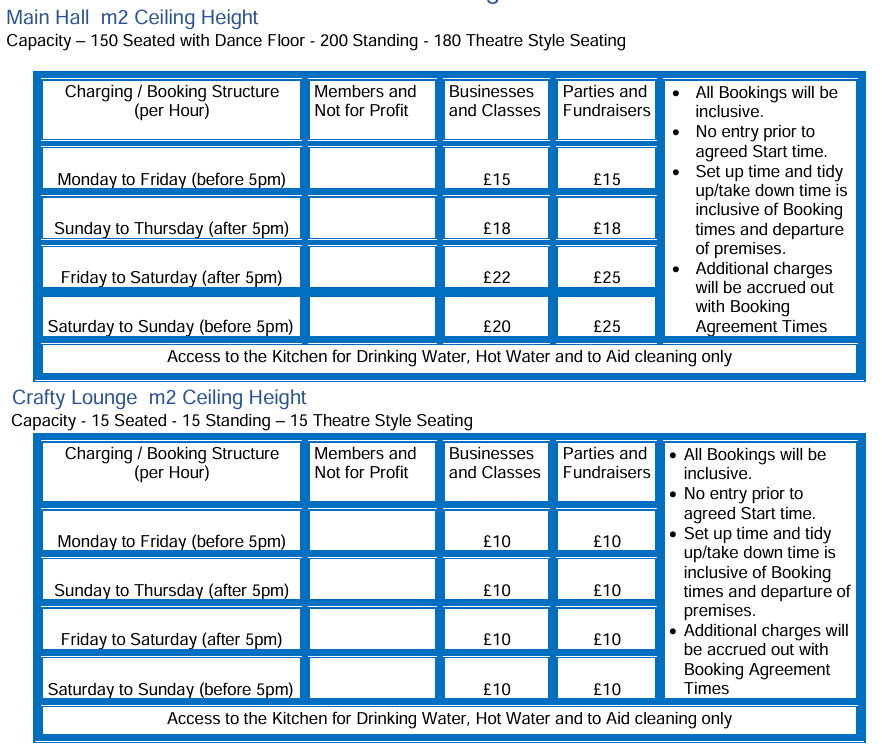 Main Hall  m2 Ceiling Height
Capacity – 150 Seated with Dance Floor - 200 Standing - 180 Theatre Style Seating
Charging / Booking Structure
(per Hour)
Members and
Not for Profit
Businesses
and Classes
Parties and
Fundraisers
• All Bookings will be
inclusive.
• No entry prior to
agreed Start time.
• Set up time and tidy
up/take down time is
inclusive of Booking
times and departure
of premises.
• Additional charges
will be accrued out
with Booking
Agreement Times
Monday to Friday (before 5pm) £15 £15
Sunday to Thursday (after 5pm) £18 £18
Friday to Saturday (after 5pm) £22 £25
Saturday to Sunday (before 5pm) £20 £25
Access to the Kitchen for Drinking Water, Hot Water and to Aid cleaning only
Crafty Lounge  m2 Ceiling Height
Capacity - 15 Seated - 15 Standing – 15 Theatre Style Seating
Charging / Booking Structure
(per Hour)
Members and
Not for Profit
Businesses
and Classes
Parties and
Fundraisers
• All Bookings will be
inclusive.
• No entry prior to
agreed Start time.
• Set up time and tidy
up/take down time is
inclusive of Booking
times and departure of
premises.
• Additional charges will
be accrued out with
Booking Agreement
Times
Monday to Friday (before 5pm) £10 £10
Sunday to Thursday (after 5pm) £10 £10
Friday to Saturday (after 5pm) £10 £10
Saturday to Sunday (before 5pm) £10 £10
Access to the Kitchen for Drinking Water, Hot Water and to Aid cleaning only